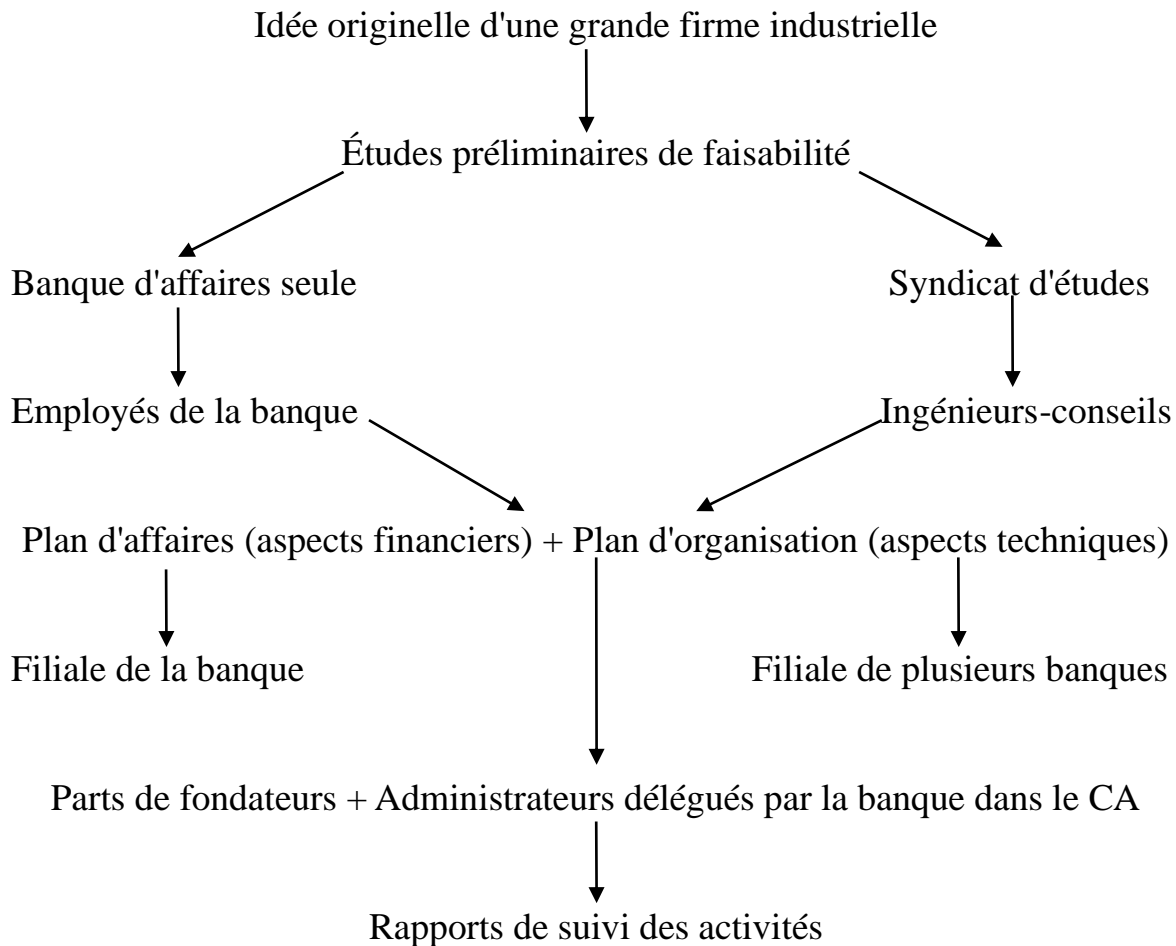 Idée originelle d'une grande firme industrielle
Études préliminaires de faisabilité
Banque d'affaires seule
Syndicat d'études
Employés de la banque
Ingénieurs-conseils
Plan d'affaires (aspects financiers) + Plan d'organisation (aspects techniques)
Filiale de la banque
Filiale de plusieurs banques
Parts de fondateurs + Administrateurs délégués par la banque dans le CA
Rapports de suivi des activités